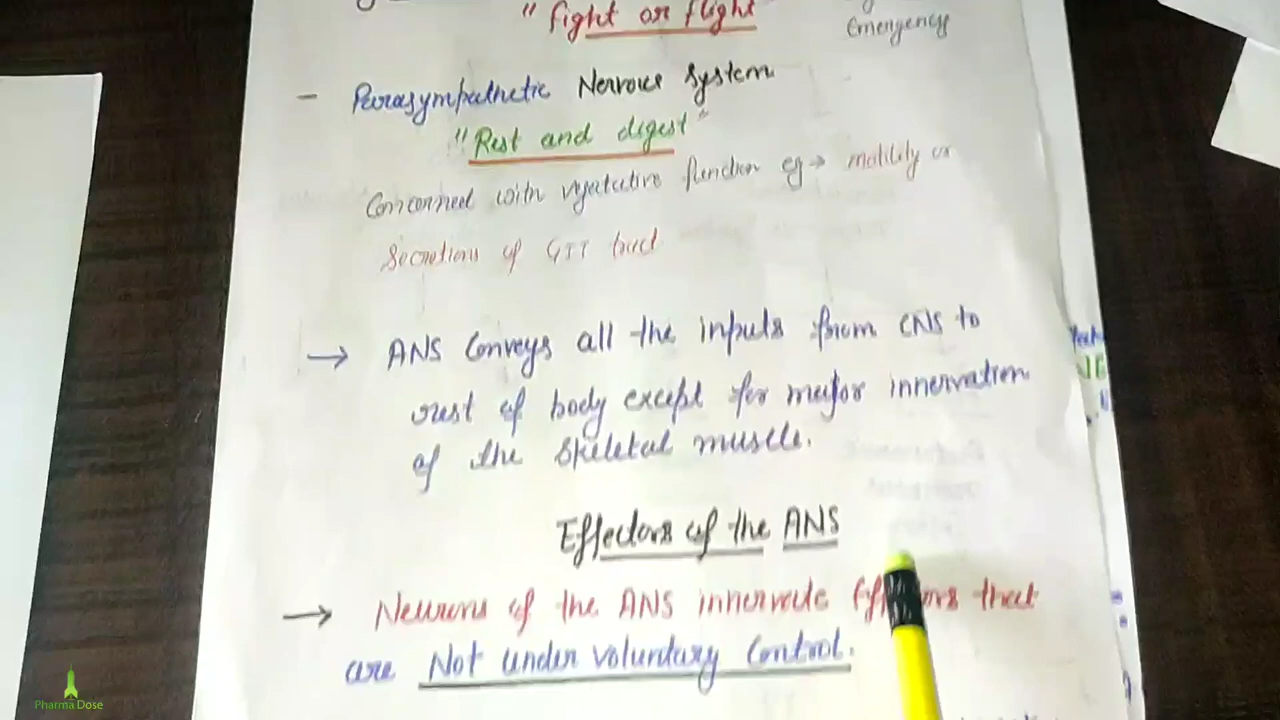 " fight or flight"
Emergency
- Parasympathetic Nervous System
"Rest and digest"
Concerned with vegetative function eg → motility or
Secretions of GIT tract
→ ANS Conveys all the inputs from CNS to
rest of body except for major innervation
of the skeletal muscle.
Effectors of the ANS
→ Neurons of the ANS innervate Effectors that
are Not under voluntary Control.
Pharma Dose